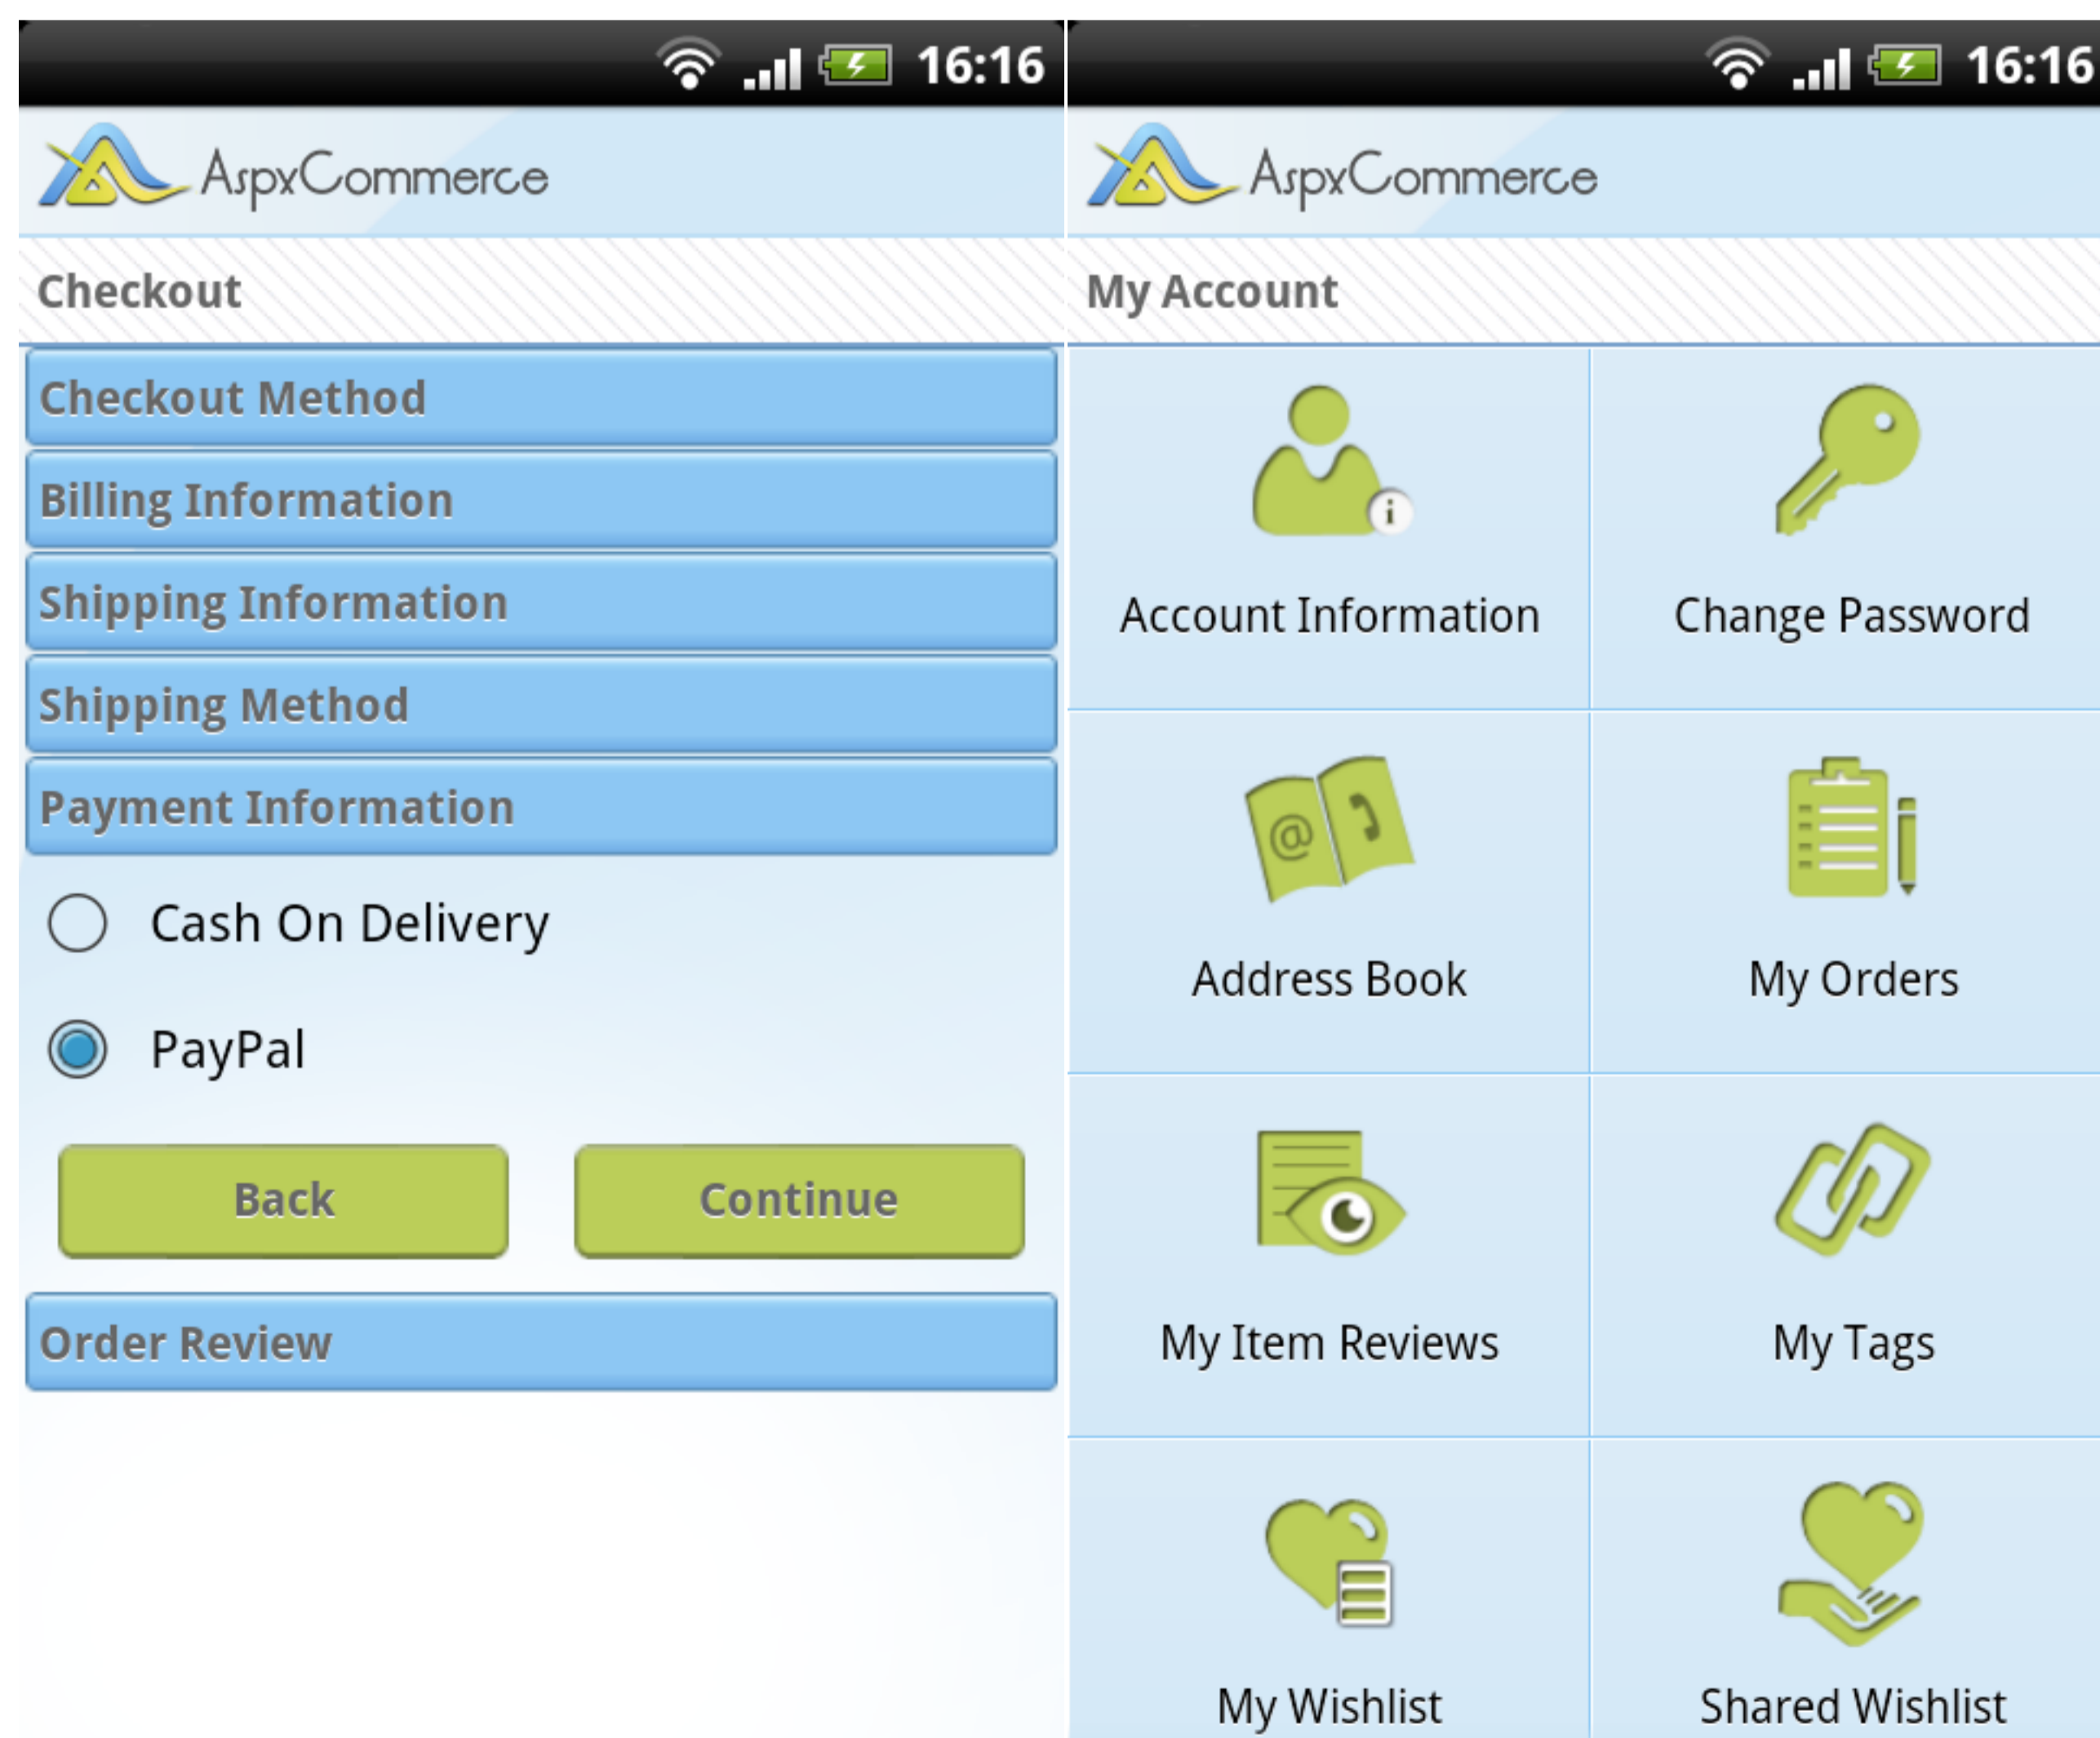 16:16
AspxCommerce
Checkout
Checkout Method
Billing Information
Shipping Information
Shipping Method
Payment Information
Cash On Delivery
PayPal
Back Continue
Order Review
16:16
AspxCommerce
My Account
i
Account Information Change Password
@
Address Book My Orders
My Item Reviews My Tags
My Wishlist Shared Wishlist